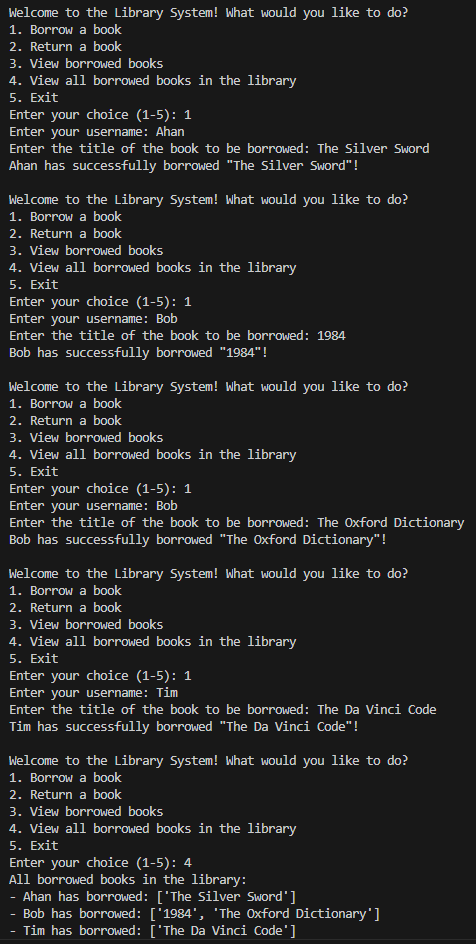 Welcome to the Library System! What would you like to do?
1. Borrow a book
2. Return a book
3. View borrowed books
4. View all borrowed books in the library
5. Exit
Enter your choice (1-5): 1
Enter your username: Ahan
Enter the title of the book to be borrowed: The Silver Sword
Ahan has successfully borrowed "The Silver Sword"!

Welcome to the Library System! What would you like to do?
1. Borrow a book
2. Return a book
3. View borrowed books
4. View all borrowed books in the library
5. Exit
Enter your choice (1-5): 1
Enter your username: Bob
Enter the title of the book to be borrowed: 1984
Bob has successfully borrowed "1984"!

Welcome to the Library System! What would you like to do?
1. Borrow a book
2. Return a book
3. View borrowed books
4. View all borrowed books in the library
5. Exit
Enter your choice (1-5): 1
Enter your username: Bob
Enter the title of the book to be borrowed: The Oxford Dictionary
Bob has successfully borrowed "The Oxford Dictionary"!

Welcome to the Library System! What would you like to do?
1. Borrow a book
2. Return a book
3. View borrowed books
4. View all borrowed books in the library
5. Exit
Enter your choice (1-5): 1
Enter your username: Tim
Enter the title of the book to be borrowed: The Da Vinci Code
Tim has successfully borrowed "The Da Vinci Code"!

Welcome to the Library System! What would you like to do?
1. Borrow a book
2. Return a book
3. View borrowed books
4. View all borrowed books in the library
5. Exit
Enter your choice (1-5): 4
All borrowed books in the library:
- Ahan has borrowed: ['The Silver Sword']
- Bob has borrowed: ['1984', 'The Oxford Dictionary']
- Tim has borrowed: ['The Da Vinci Code']